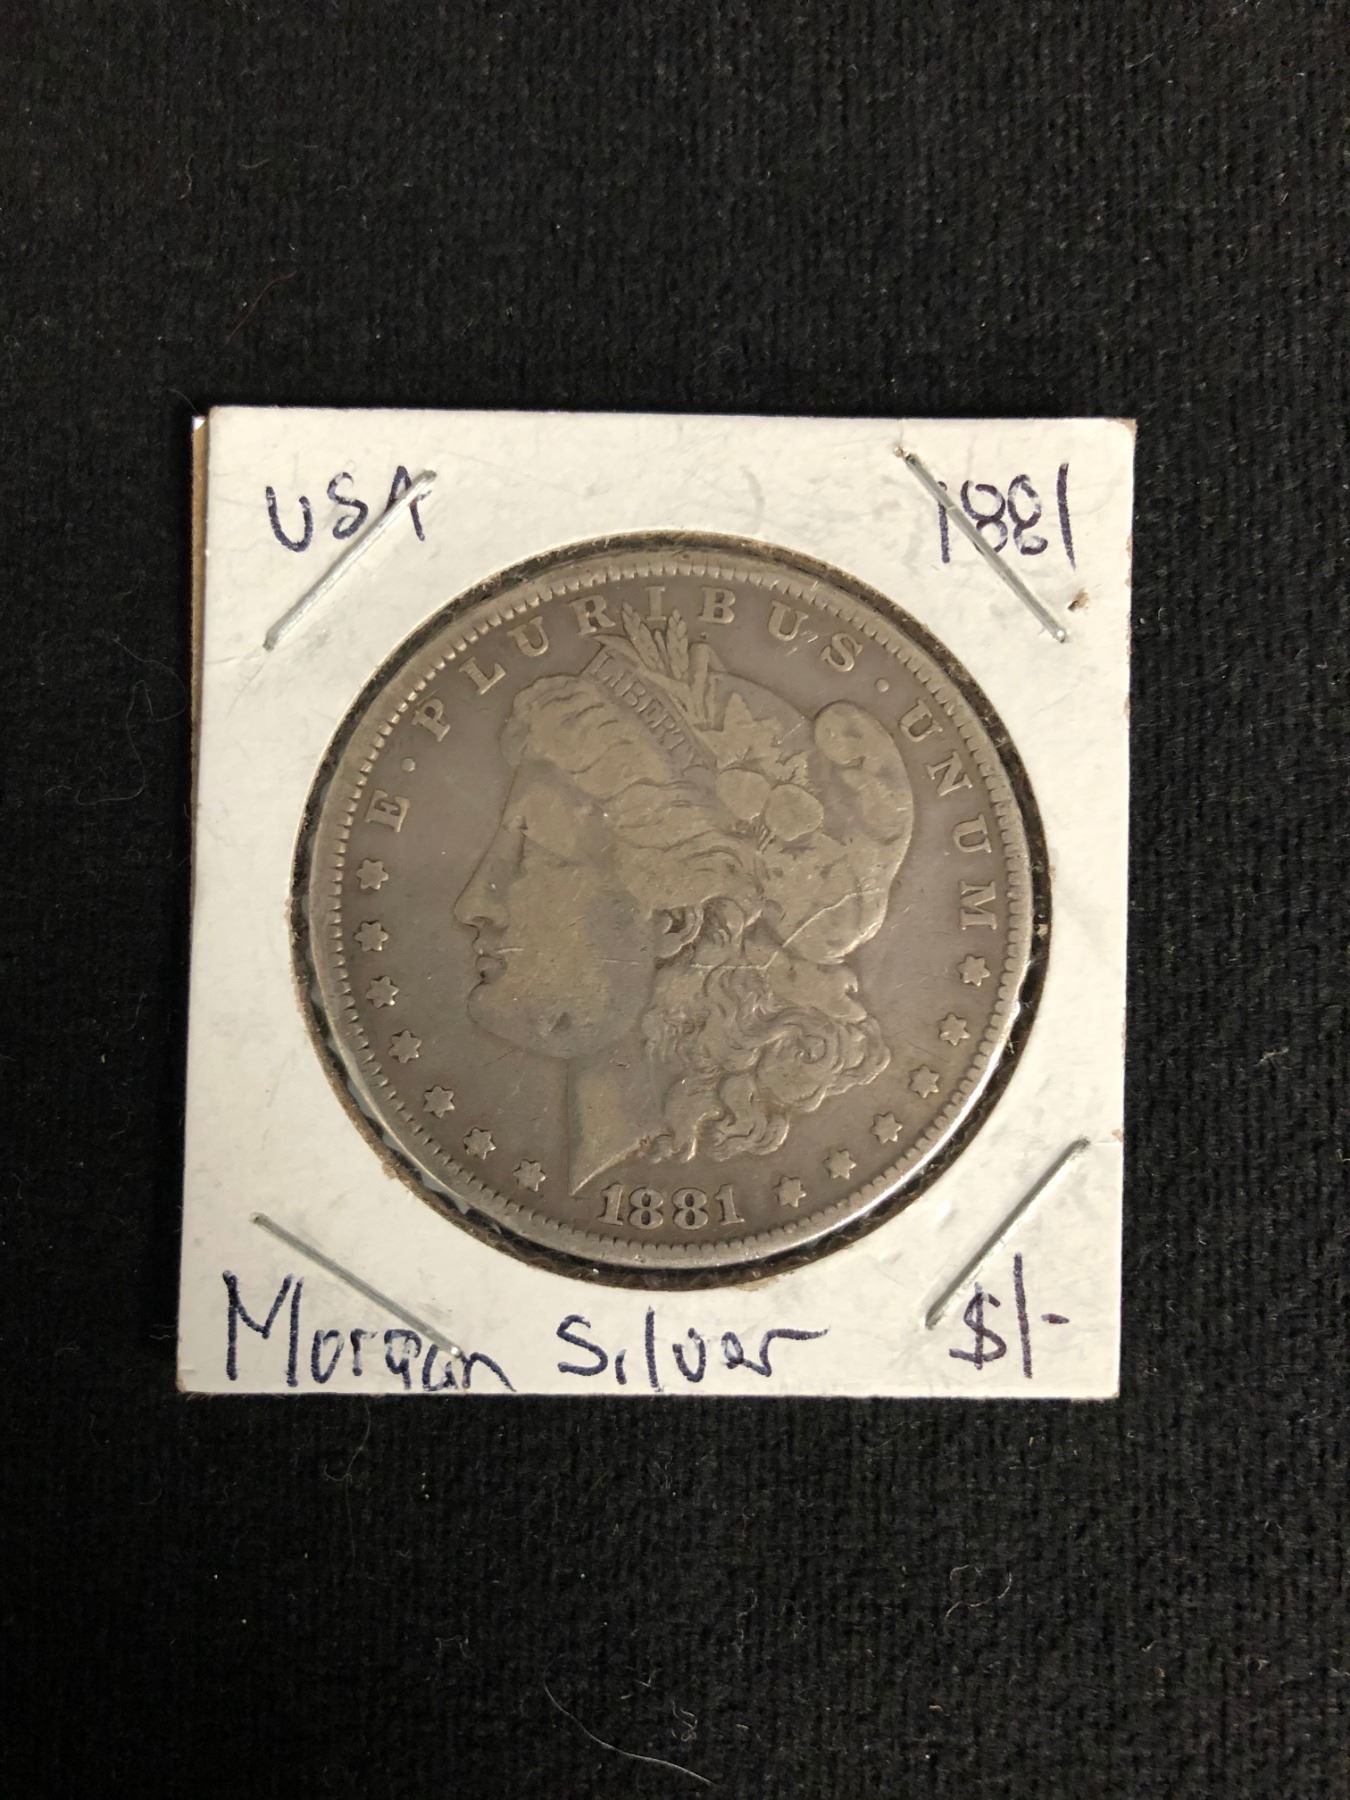 USA 1881
E · PLURIBUS · UNUM
LIBERTY
1881
Morgan Silver $1-